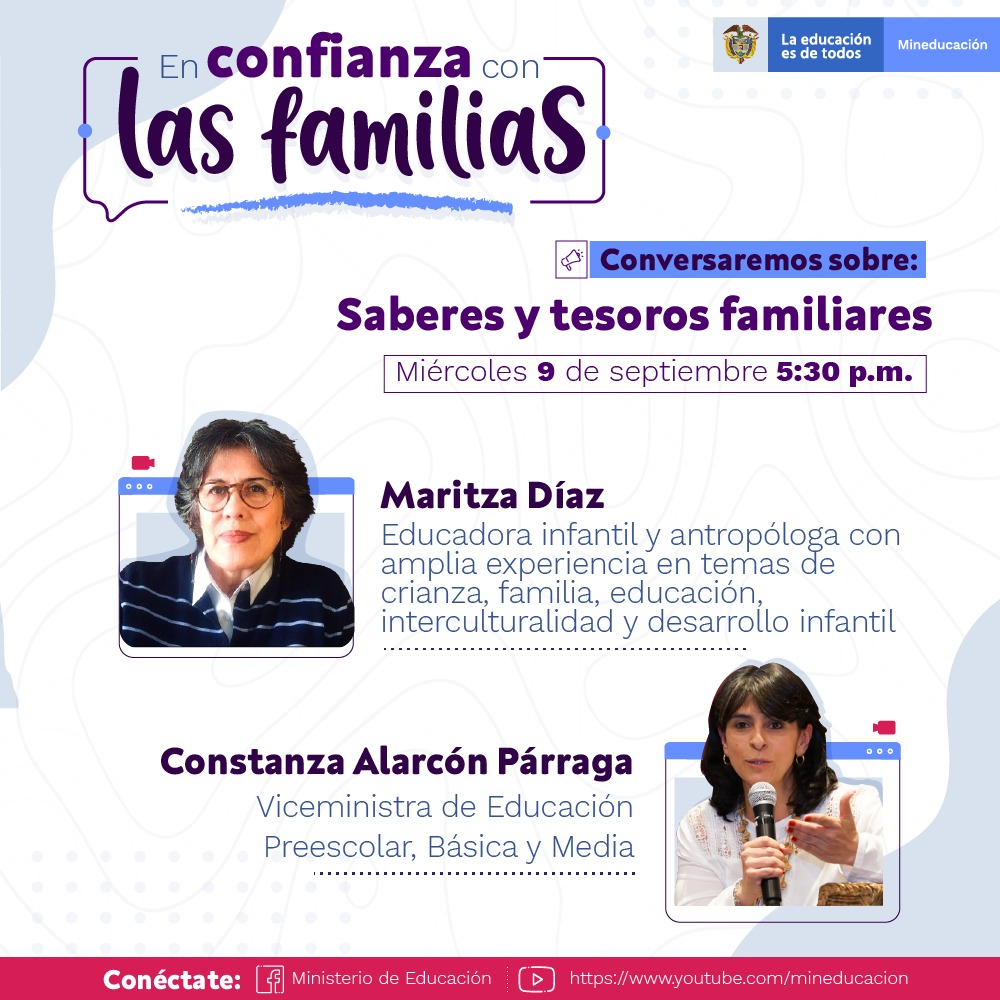 En confianza con
las familias
La educación
es de todos
Mineducación
Conversaremos sobre:
Saberes y tesoros familiares
Miércoles 9 de septiembre 5:30 p.m.
Maritza Díaz
Educadora infantil y antropóloga con
amplia experiencia en temas de
crianza, familia, educación,
interculturalidad y desarrollo infantil
Constanza Alarcón Párraga
Viceministra de Educación
Preescolar, Básica y Media
Conéctate: Ministerio de Educación https://www.youtube.com/mineducacion